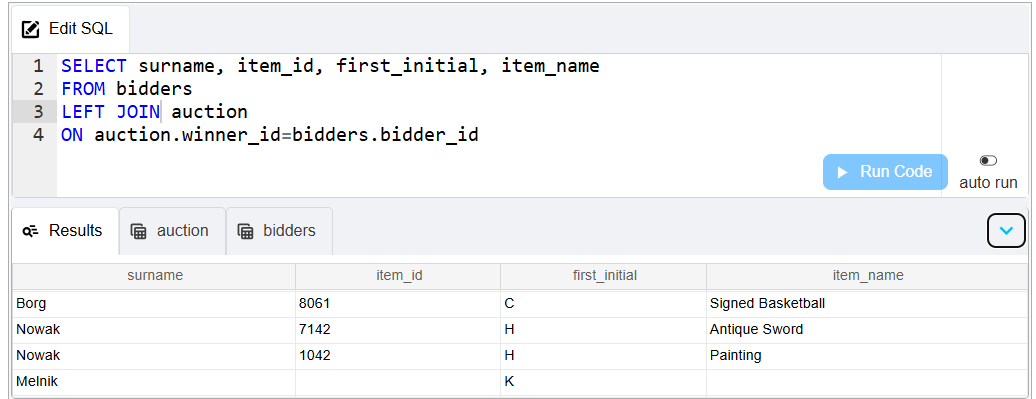 Edit SQL
1 SELECT surname, item_id, first_initial, item_name
2 FROM bidders
3 LEFT JOIN auction
4 ON auction.winner_id=bidders.bidder_id
Run Code
auto run
Results auction bidders
surname item_id first_initial item_name
Borg 8061 C Signed Basketball
Nowak 7142 H Antique Sword
Nowak 1042 H Painting
Melnik K